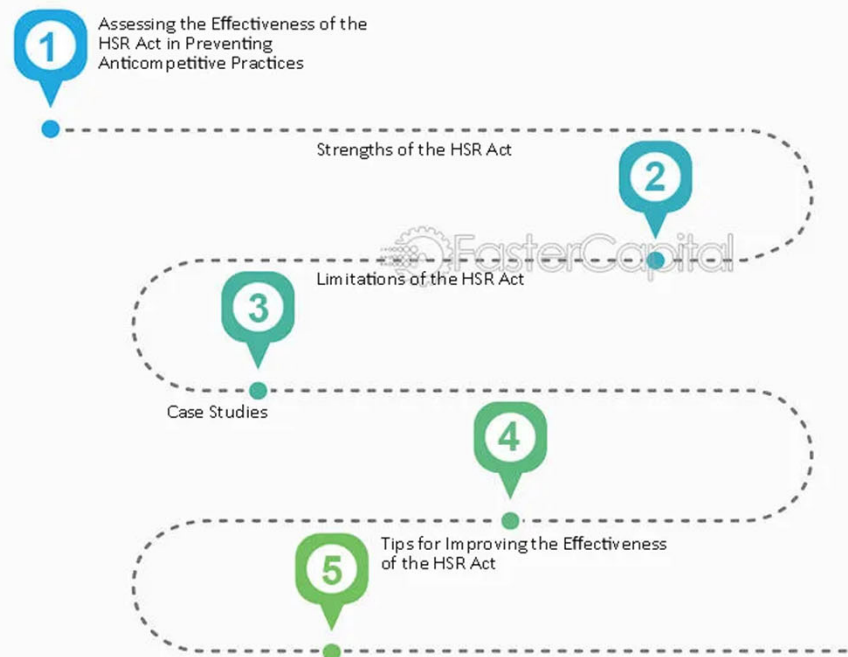 1
Assessing the Effectiveness of the
HSR Act in Preventing
Anticompetitive Practices
Strengths of the HSR Act
2
FasterCapital
Limitations of the HSR Act
3
Case Studies
4
Tips for Improving the Effectiveness
of the HSR Act
5